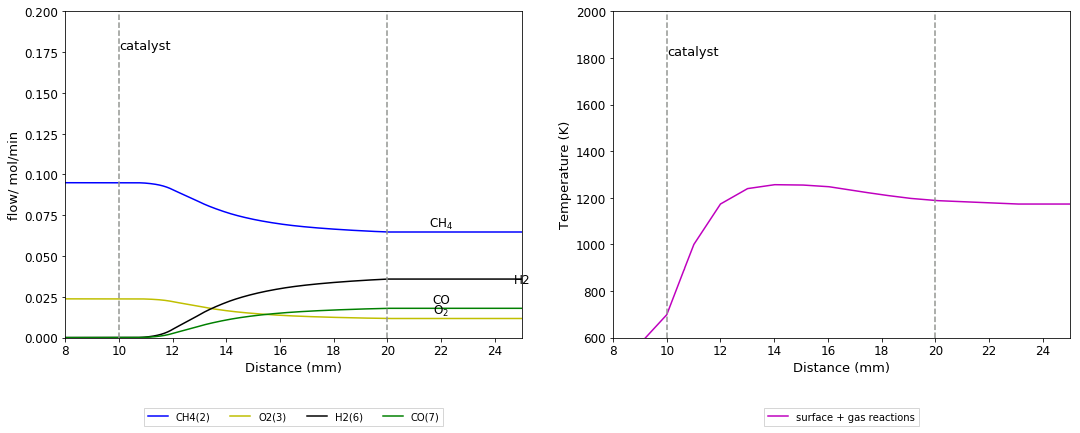 0.200
0.175
0.150
0.125
0.100
0.075
0.050
0.025
0.000
flow/ mol/min
catalyst
CH₄
H2
CO
O₂
8 10 12 14 16 18 20 22 24
Distance (mm)
CH4(2) O2(3) H2(6) CO(7)
2000
1800
1600
1400
1200
1000
800
600
Temperature (K)
catalyst
8 10 12 14 16 18 20 22 24
Distance (mm)
surface + gas reactions